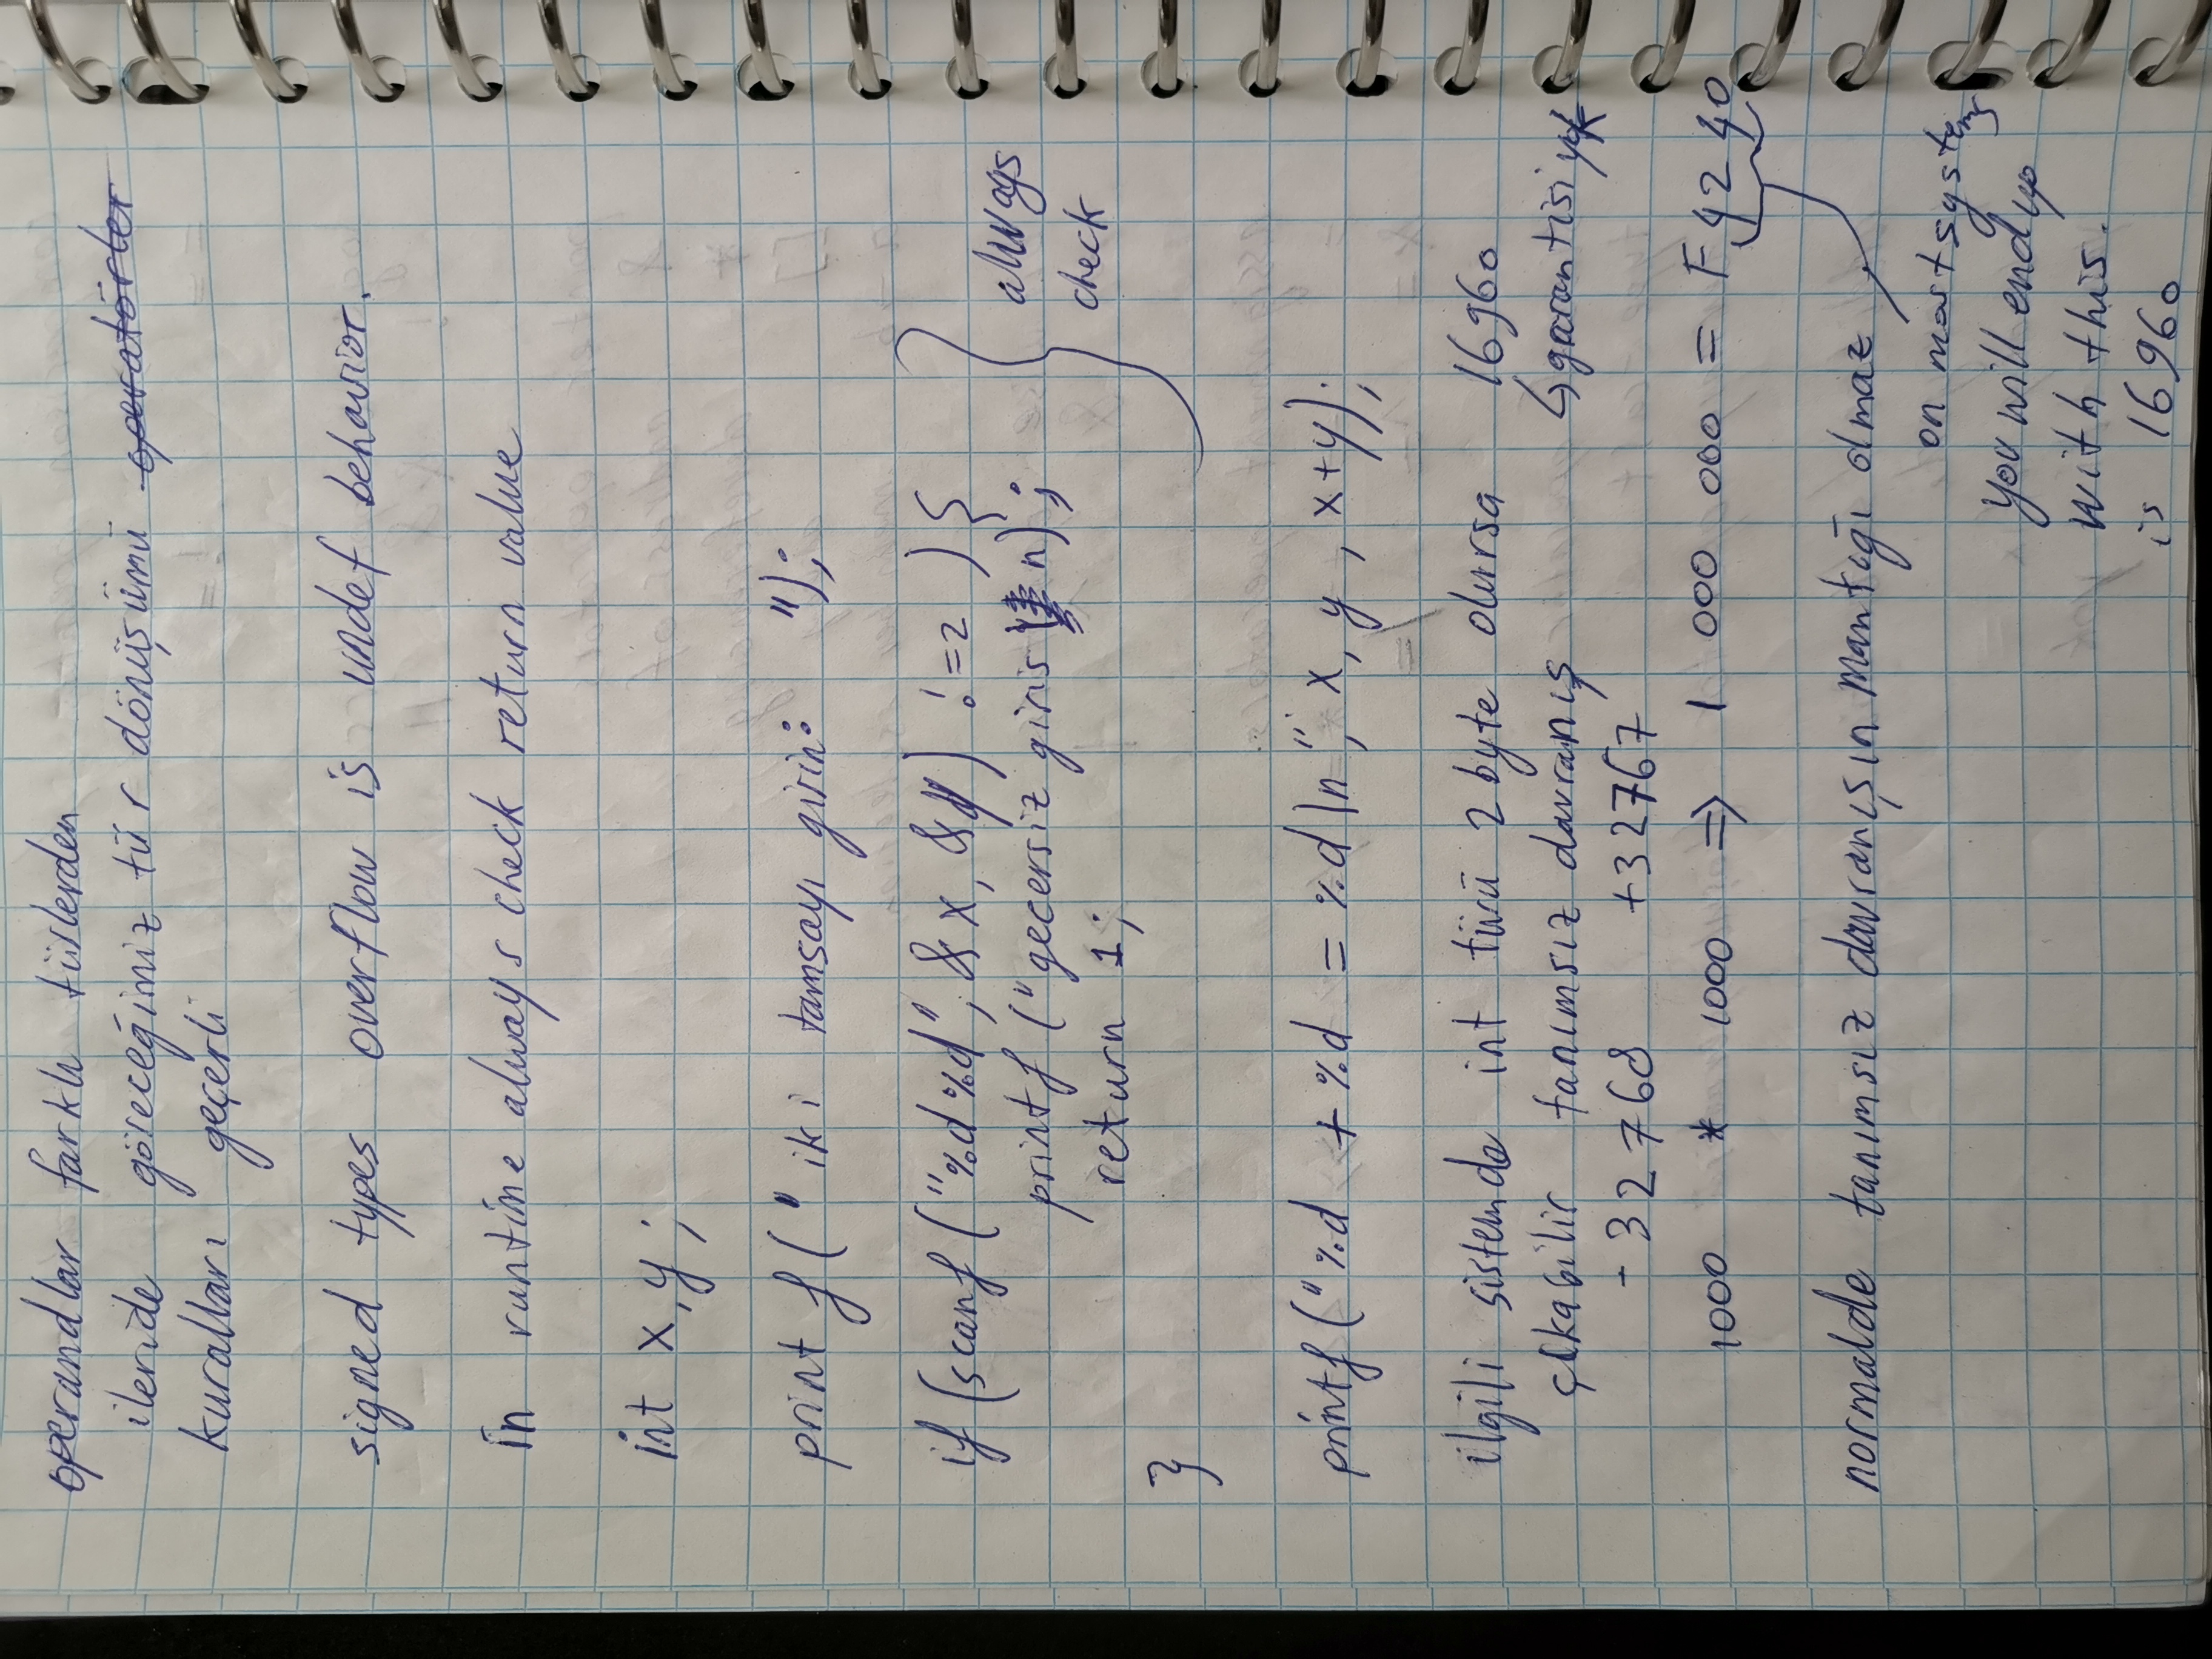 operandlar farklı türlerden
ileride göreceğimiz tür dönüşümü operatörler
kuralları geçerli
signed types overflow is undef behavior.
in runtime always check return value
int x,y;
printf(" iki tamsayı girin: ");
if (scanf("%d%d", &x, &y) !=2 ) {
printf("gecersiz giris \n);
return 1;
}
always
check
printf("%d + %d = %d\n", x, y, x+y);
ilgili sistemde int türü 2 byte olursa 16960
çıkabilir tanımsız davranış ↳ garantisi yok
-32768 +32767
1000 * 1000 => 1 000 000 = F4240
normalde tanımsız davranışın mantığı olmaz
on most systems
you will end up
with this.
is 16960